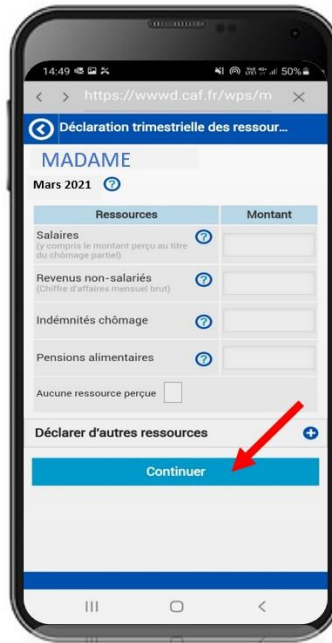 14:49 50%
https://wwwd.caf.fr/wps/m
Déclaration trimestrielle des ressour...
MADAME
Mars 2021 ?
Ressources Montant
Salaires ?
(y compris le montant perçu au titre
du chômage partiel)
Revenus non-salariés ?
(Chiffre d'affaires mensuel brut)
Indémnités chômage ?
Pensions alimentaires ?
Aucune ressource perçue
Déclarer d'autres ressources
Continuer